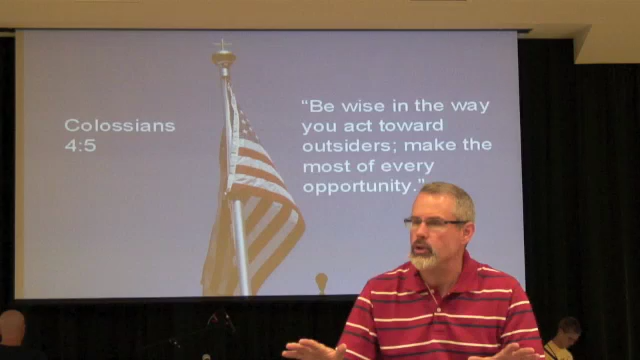 Colossians
4:5
"Be wise in the way
you act toward
outsiders; make the
most of every
opportunity."